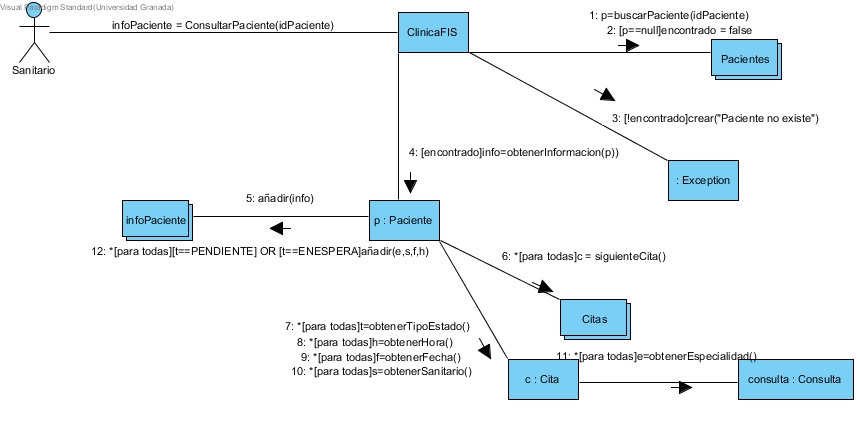 Visual Paradigm Standard(Universidad Granada)
infoPaciente = ConsultarPaciente(idPaciente)
Sanitario
ClinicaFIS
1: p=buscarPaciente(idPaciente)
2: [p==null]encontrado = false
Pacientes
3: [!encontrado]crear("Paciente no existe")
: Exception
4: [encontrado]info=obtenerInformacion(p))
5: añadir(info)
infoPaciente
p : Paciente
12: *[para todas][t==PENDIENTE] OR [t==ENESPERA]añadir(e,s,f,h)
6: *[para todas]c = siguienteCita()
Citas
7: *[para todas]t=obtenerTipoEstado()
8: *[para todas]h=obtenerHora()
9: *[para todas]f=obtenerFecha()
10: *[para todas]s=obtenerSanitario()
c : Cita
11: *[para todas]e=obtenerEspecialidad()
consulta : Consulta